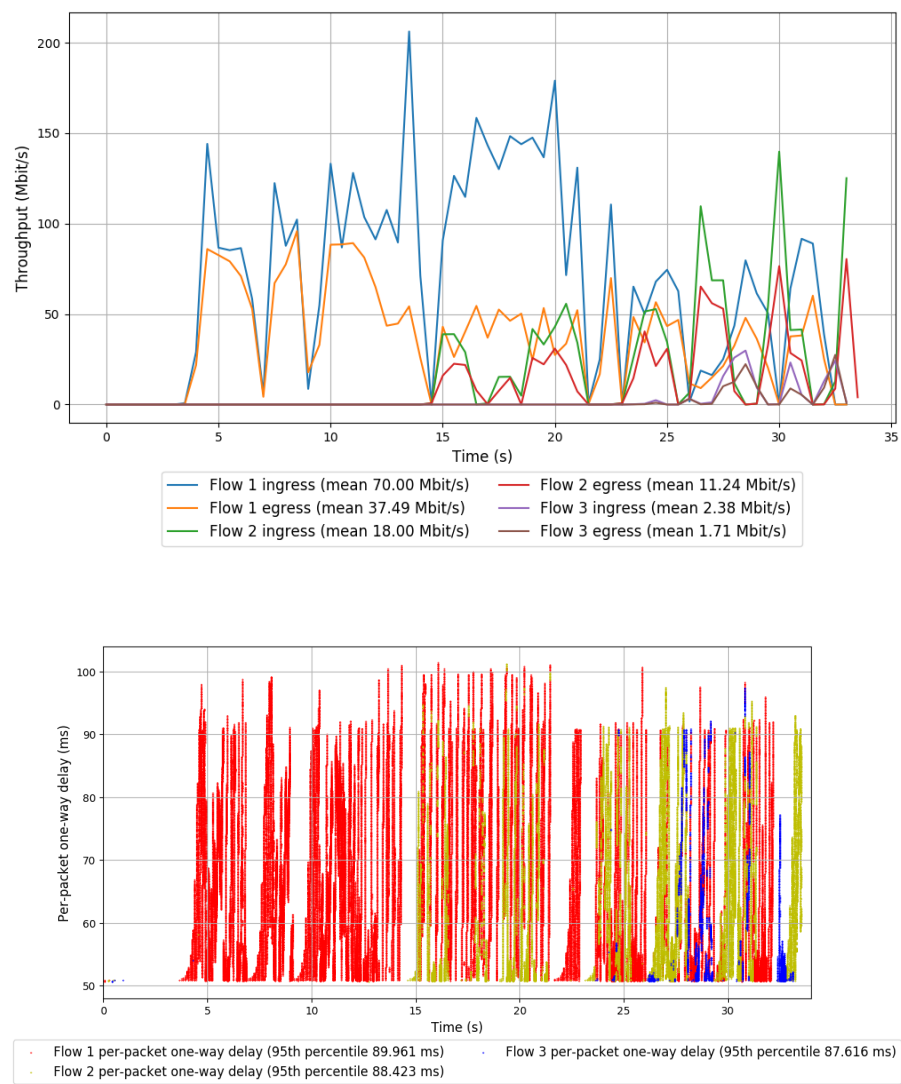 200
150
100
50
0
Throughput (Mbit/s)
0 5 10 15 20 25 30 35
Time (s)
Flow 1 ingress (mean 70.00 Mbit/s) Flow 2 egress (mean 11.24 Mbit/s)
Flow 1 egress (mean 37.49 Mbit/s) Flow 3 ingress (mean 2.38 Mbit/s)
Flow 2 ingress (mean 18.00 Mbit/s) Flow 3 egress (mean 1.71 Mbit/s)
100
90
80
70
60
50
Per-packet one-way delay (ms)
0 5 10 15 20 25 30
Time (s)
Flow 1 per-packet one-way delay (95th percentile 89.961 ms) Flow 3 per-packet one-way delay (95th percentile 87.616 ms)
Flow 2 per-packet one-way delay (95th percentile 88.423 ms)